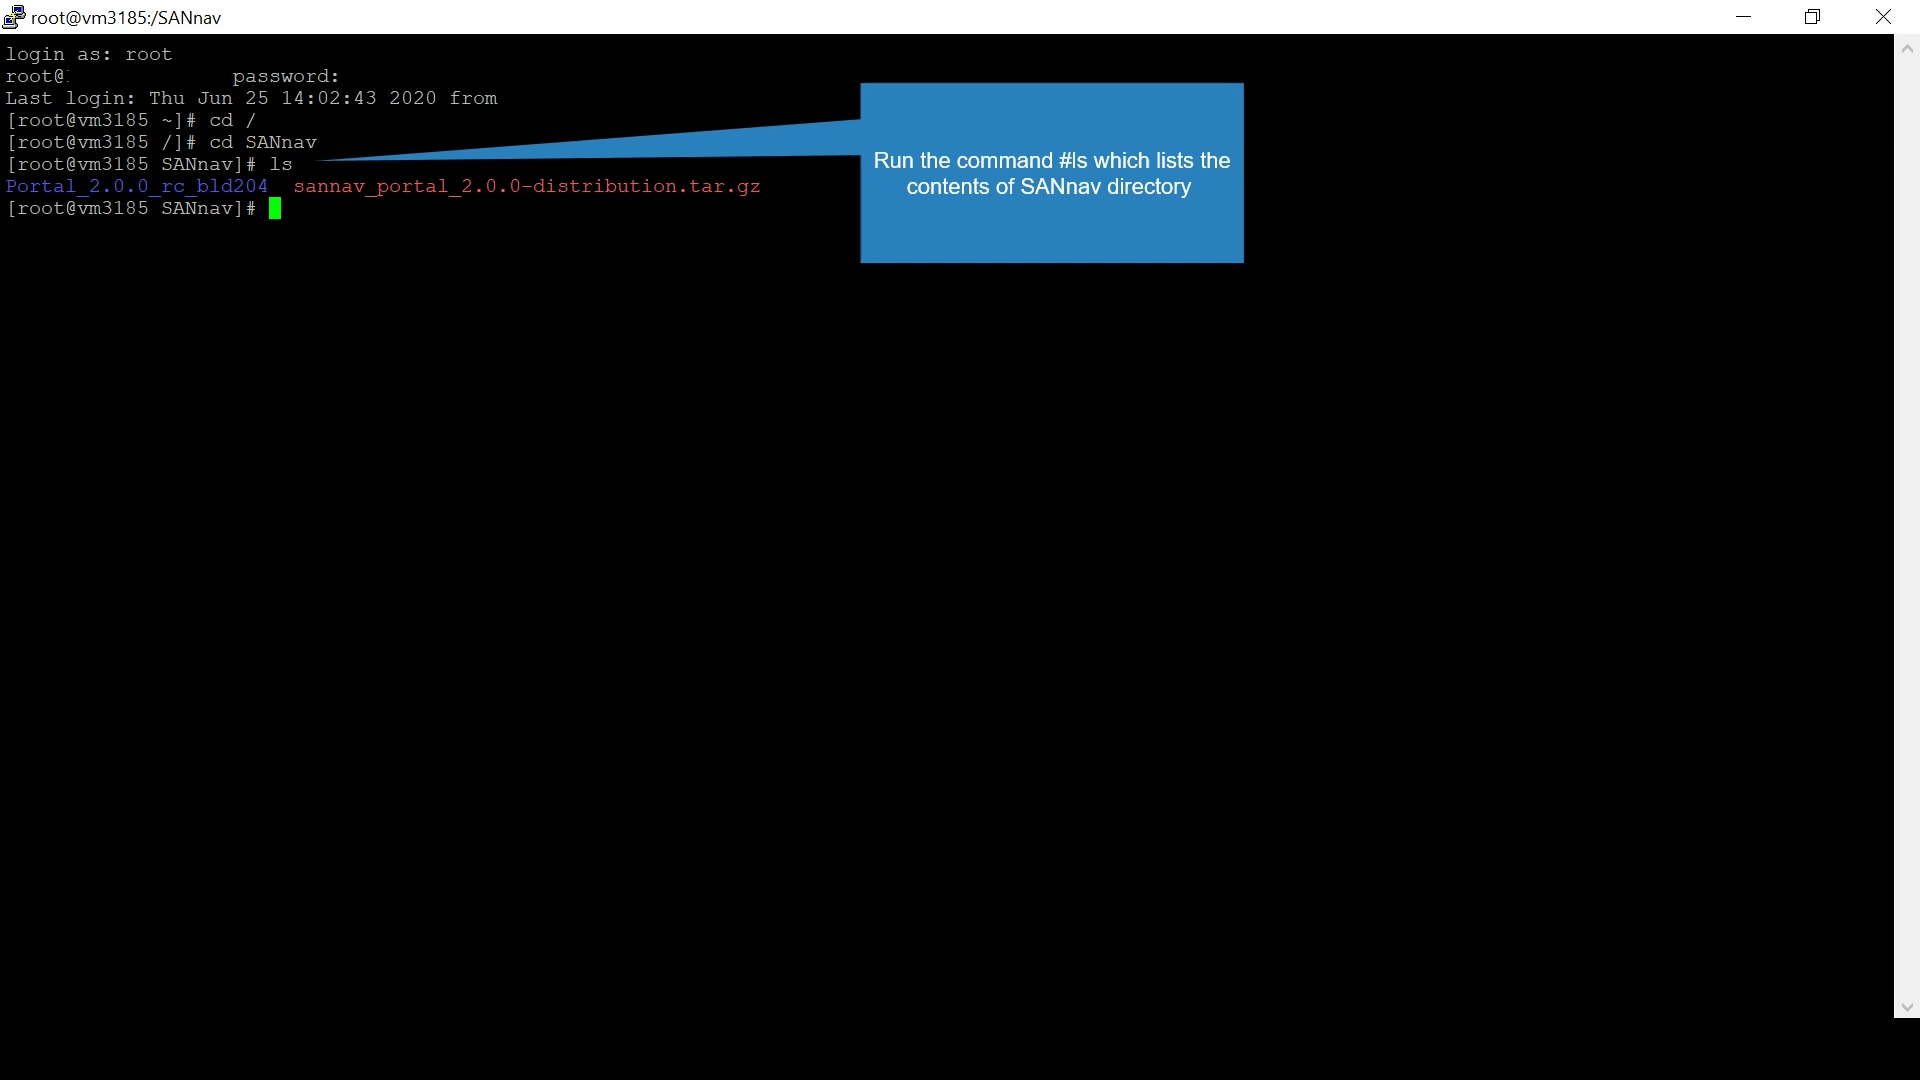 root@vm3185:/SANnav
login as: root
root@ password:
Last login: Thu Jun 25 14:02:43 2020 from
[root@vm3185 ~]# cd /
[root@vm3185 /]# cd SANnav
[root@vm3185 SANnav]# ls
Portal_2.0.0_rc_bld204 sannav_portal_2.0.0-distribution.tar.gz
[root@vm3185 SANnav]#
Run the command #ls which lists the
contents of SANnav directory